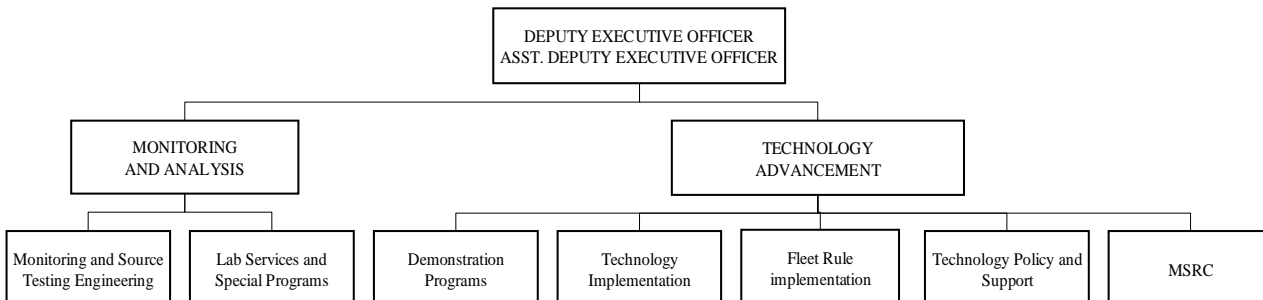 DEPUTY EXECUTIVE OFFICER
ASST. DEPUTY EXECUTIVE OFFICER
MONITORING
AND ANALYSIS
TECHNOLOGY
ADVANCEMENT
Monitoring and Source
Testing Engineering
Lab Services and
Special Programs
Demonstration
Programs
Technology
Implementation
Fleet Rule
implementation
Technology Policy and
Support
MSRC